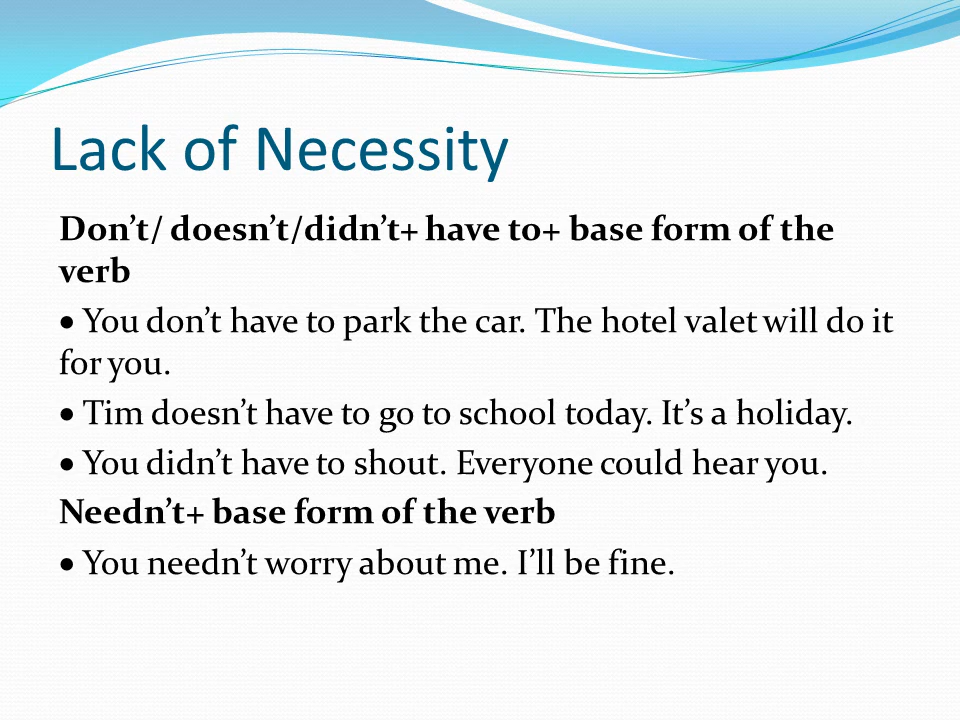 Lack of Necessity
Don’t/ doesn’t/didn’t+ have to+ base form of the
verb
• You don’t have to park the car. The hotel valet will do it
for you.
• Tim doesn’t have to go to school today. It’s a holiday.
• You didn’t have to shout. Everyone could hear you.
Needn’t+ base form of the verb
• You needn’t worry about me. I’ll be fine.